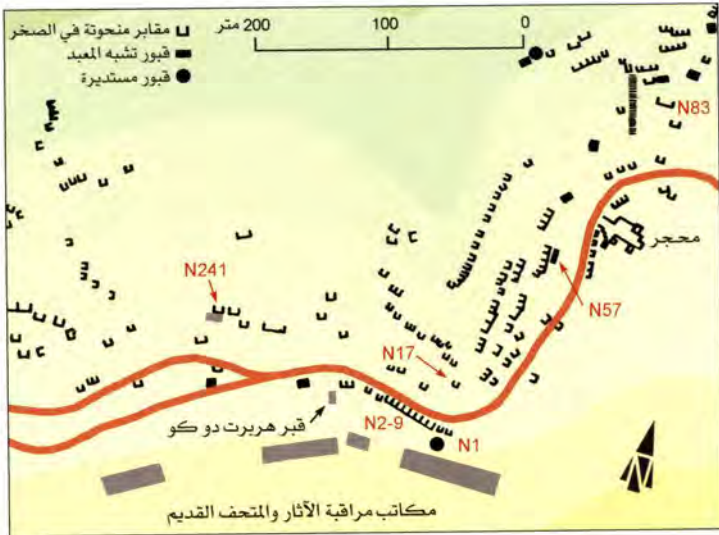 مقابر منحوتة في الصخر
قبور تشبه المعبد
قبور مستديرة
متر
200
0
N83
محجر
N241
N57
N17
قبر هربرت دو كو
N2-9
N1
مكاتب مراقبة الآثار والمتحف القديم
N